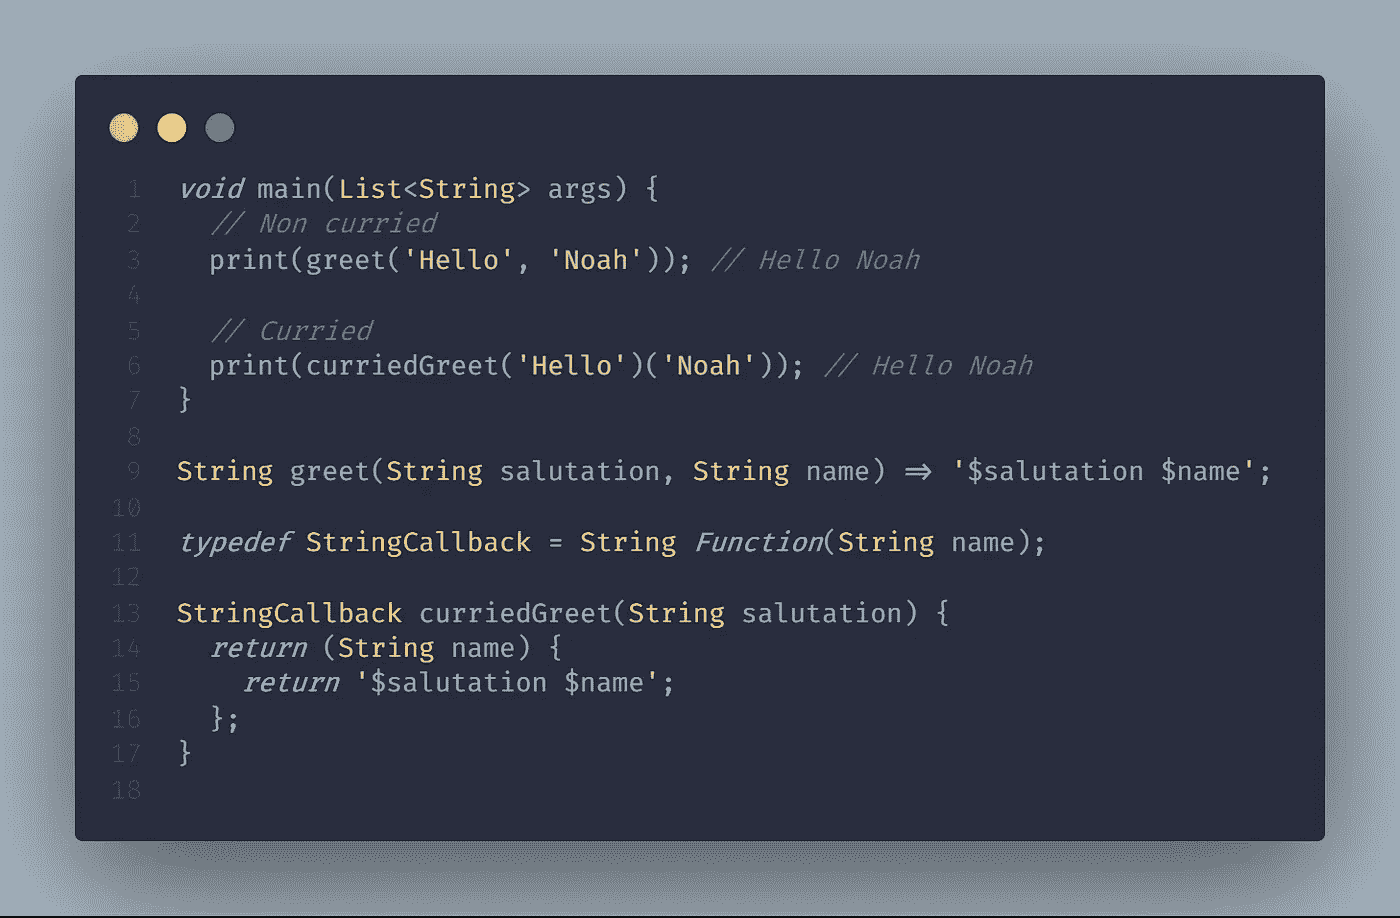 1 void main(List<String> args) {
2 // Non curried
3 print(greet('Hello', 'Noah')); // Hello Noah
4
5 // Curried
6 print(curriedGreet('Hello')('Noah')); // Hello Noah
7 }
8
9 String greet(String salutation, String name) => '$salutation $name';
10
11 typedef StringCallback = String Function(String name);
12
13 StringCallback curriedGreet(String salutation) {
14 return (String name) {
15 return '$salutation $name';
16 };
17 }
18